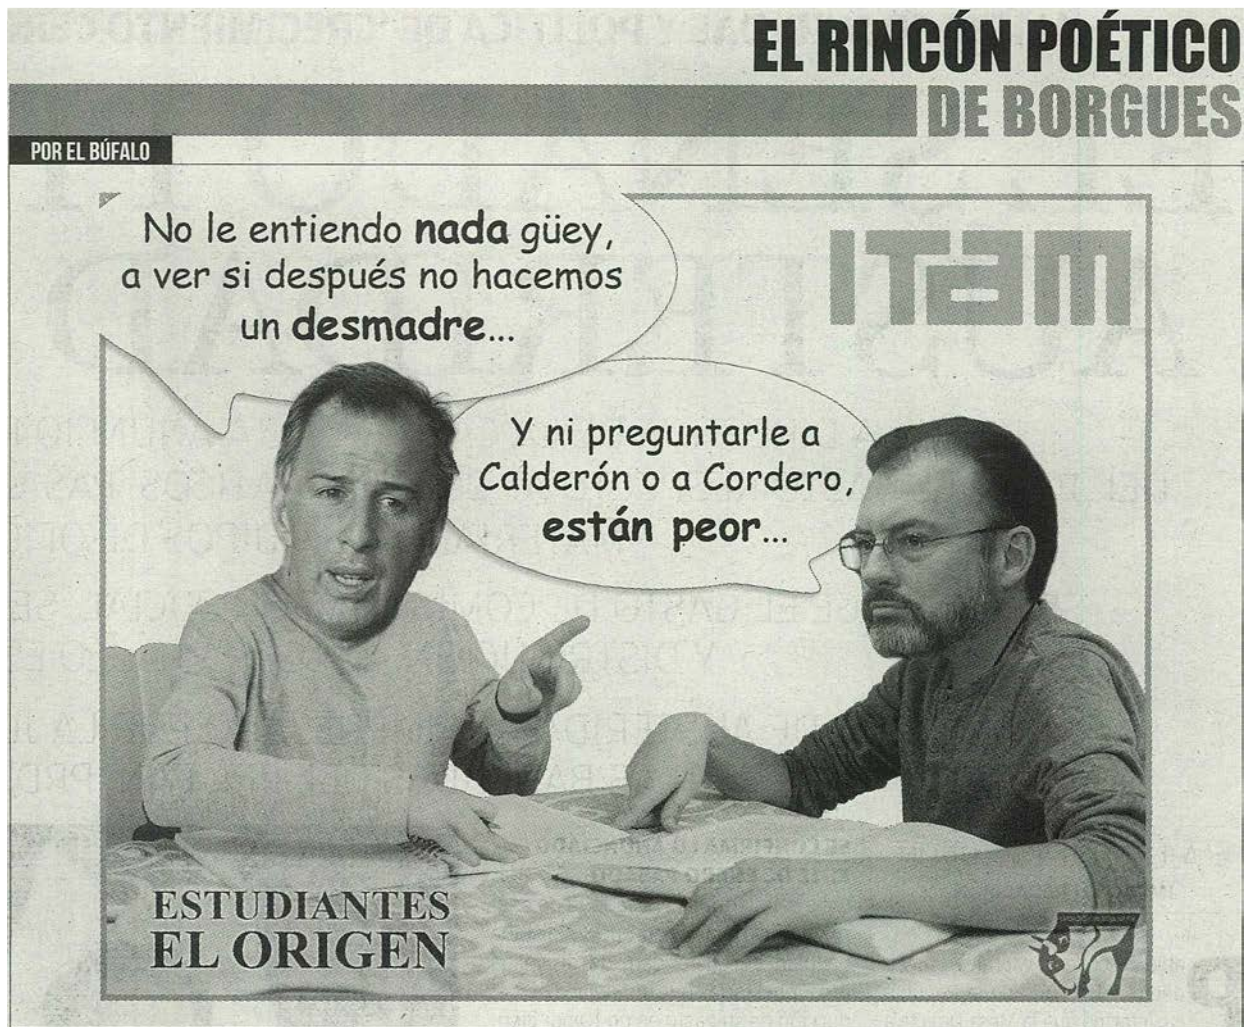 EL RINCÓN POÉTICO
DE BORGUES
POR EL BÚFALO
No le entiendo nada güey,
a ver si después no hacemos
un desmadre...
ITAM
Y ni preguntarle a
Calderón o a Cordero,
están peor...
ESTUDIANTES
EL ORIGEN